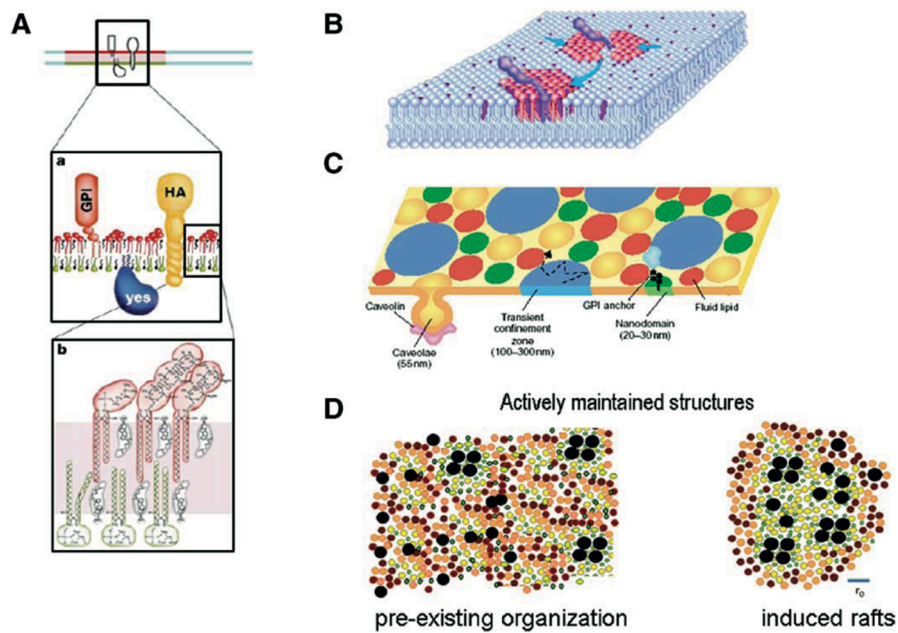 A
a
GPI
HA
yes
b
B
C
Caveolin
Caveolae
(55nm)
Transient
confinement
zone
(100–300nm)
GPI anchor
Nanodomain
(20–30nm)
Fluid lipid
D
Actively maintained structures
r₀
pre-existing organization
induced rafts